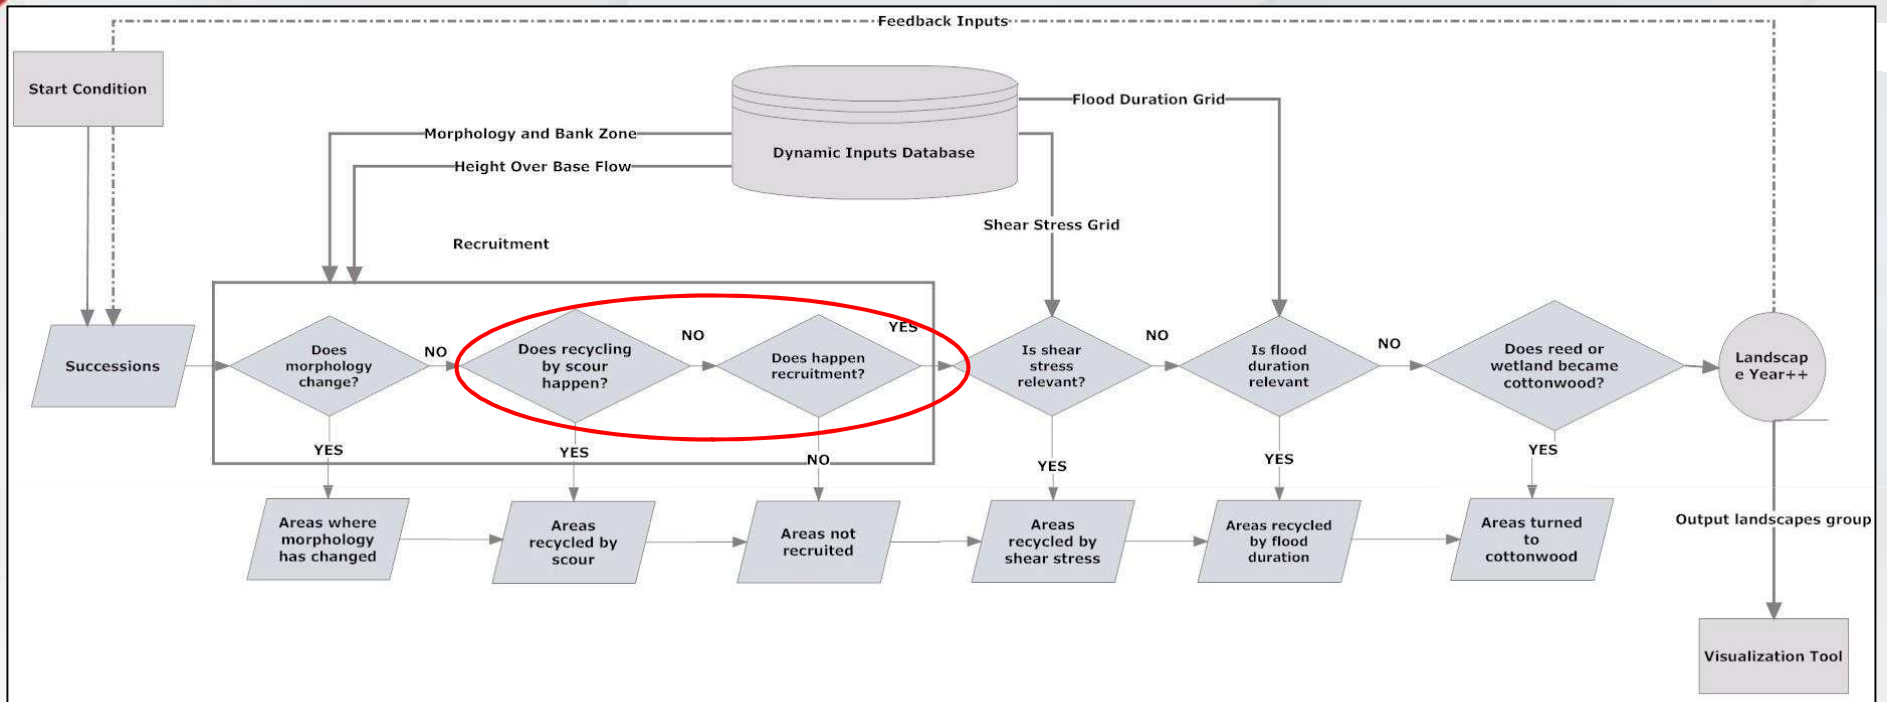 Feedback Inputs
Start Condition
Flood Duration Grid
Morphology and Bank Zone
Dynamic Inputs Database
Height Over Base Flow
Shear Stress Grid
Recruitment
Successions
Does
morphology
change?
NO
Does recycling
by scour
happen?
NO
Does happen
recruitment?
YES
Is shear
stress
relevant?
NO
Is flood
duration
relevant
NO
Does reed or
wetland became
cottonwood?
Landscap
e Year++
YES
YES
NO
YES
YES
YES
Areas where
morphology
has changed
Areas
recycled by
scour
Areas not
recruited
Areas
recycled by
shear stress
Areas recycled
by flood
duration
Areas turned
to
cottonwood
Output landscapes group
Visualization Tool